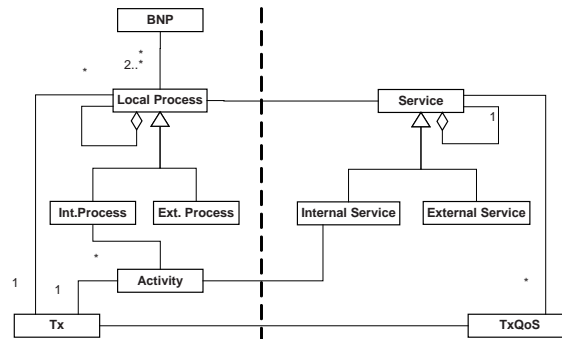 BNP
*
2..*
*
Local Process
Service
1
Int.Process
Ext. Process
Internal Service
External Service
*
Activity
1
1
*
Tx
TxQoS